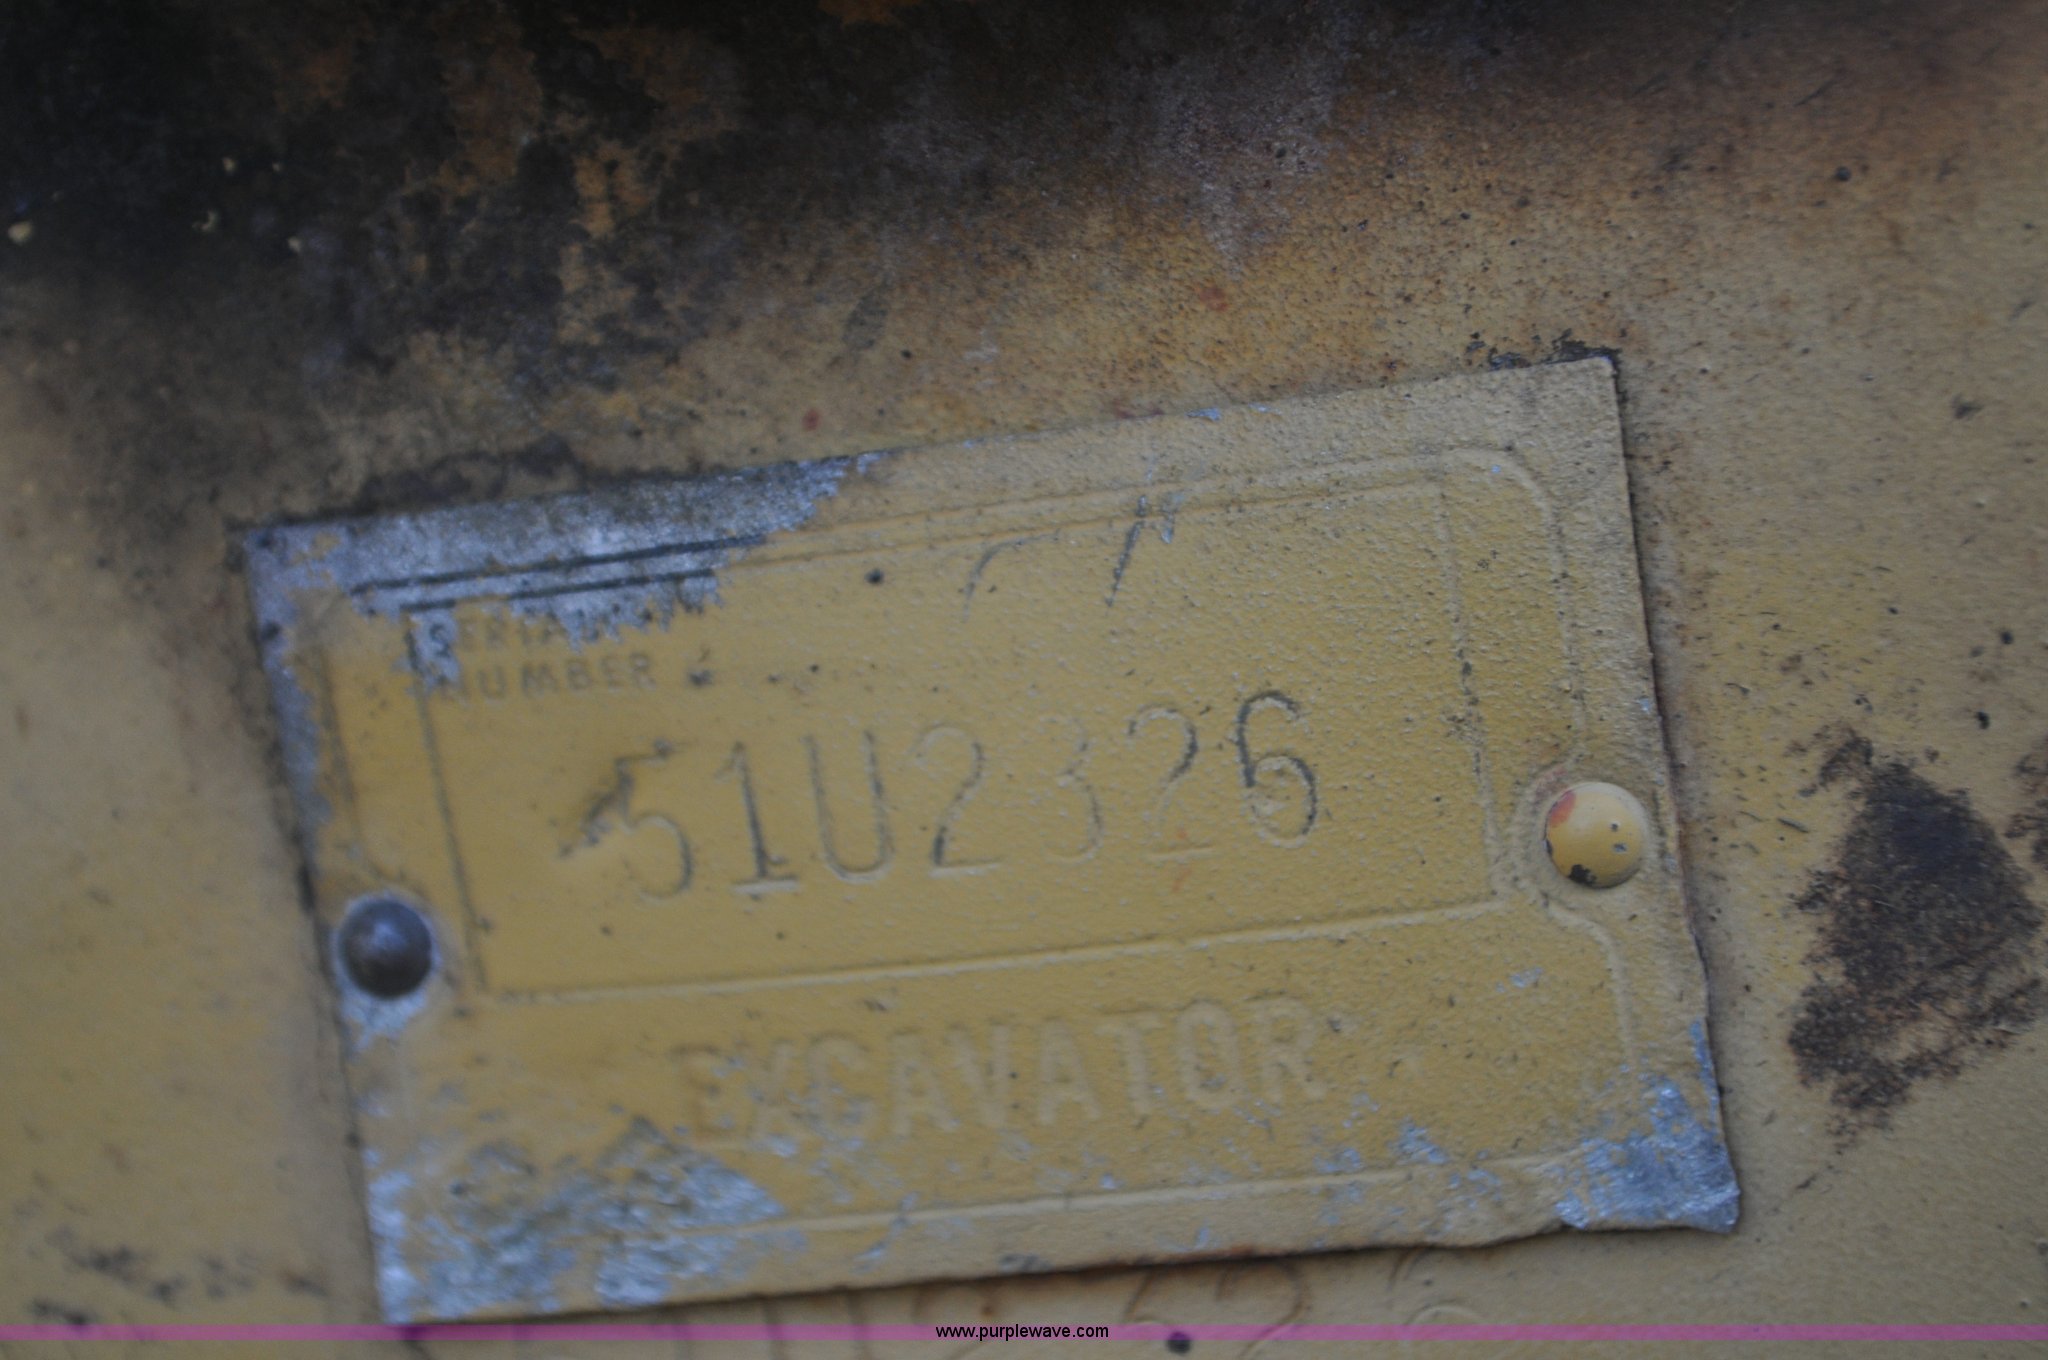 SERIAL
NUMBER
51U2326
EXCAVATOR
www.purplewave.com